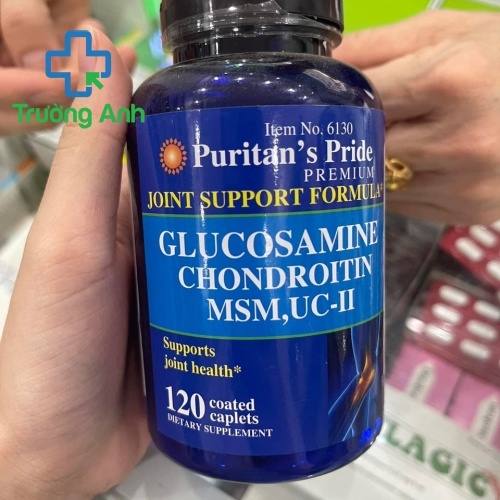 Trường Anh
Item No. 6130
Puritan's Pride
PREMIUM
JOINT SUPPORT FORMULA*
GLUCOSAMINE
CHONDROITIN
MSM, UC-II
Supports
joint health*
120 coated
caplets
DIETARY SUPPLEMENT
LAGIC